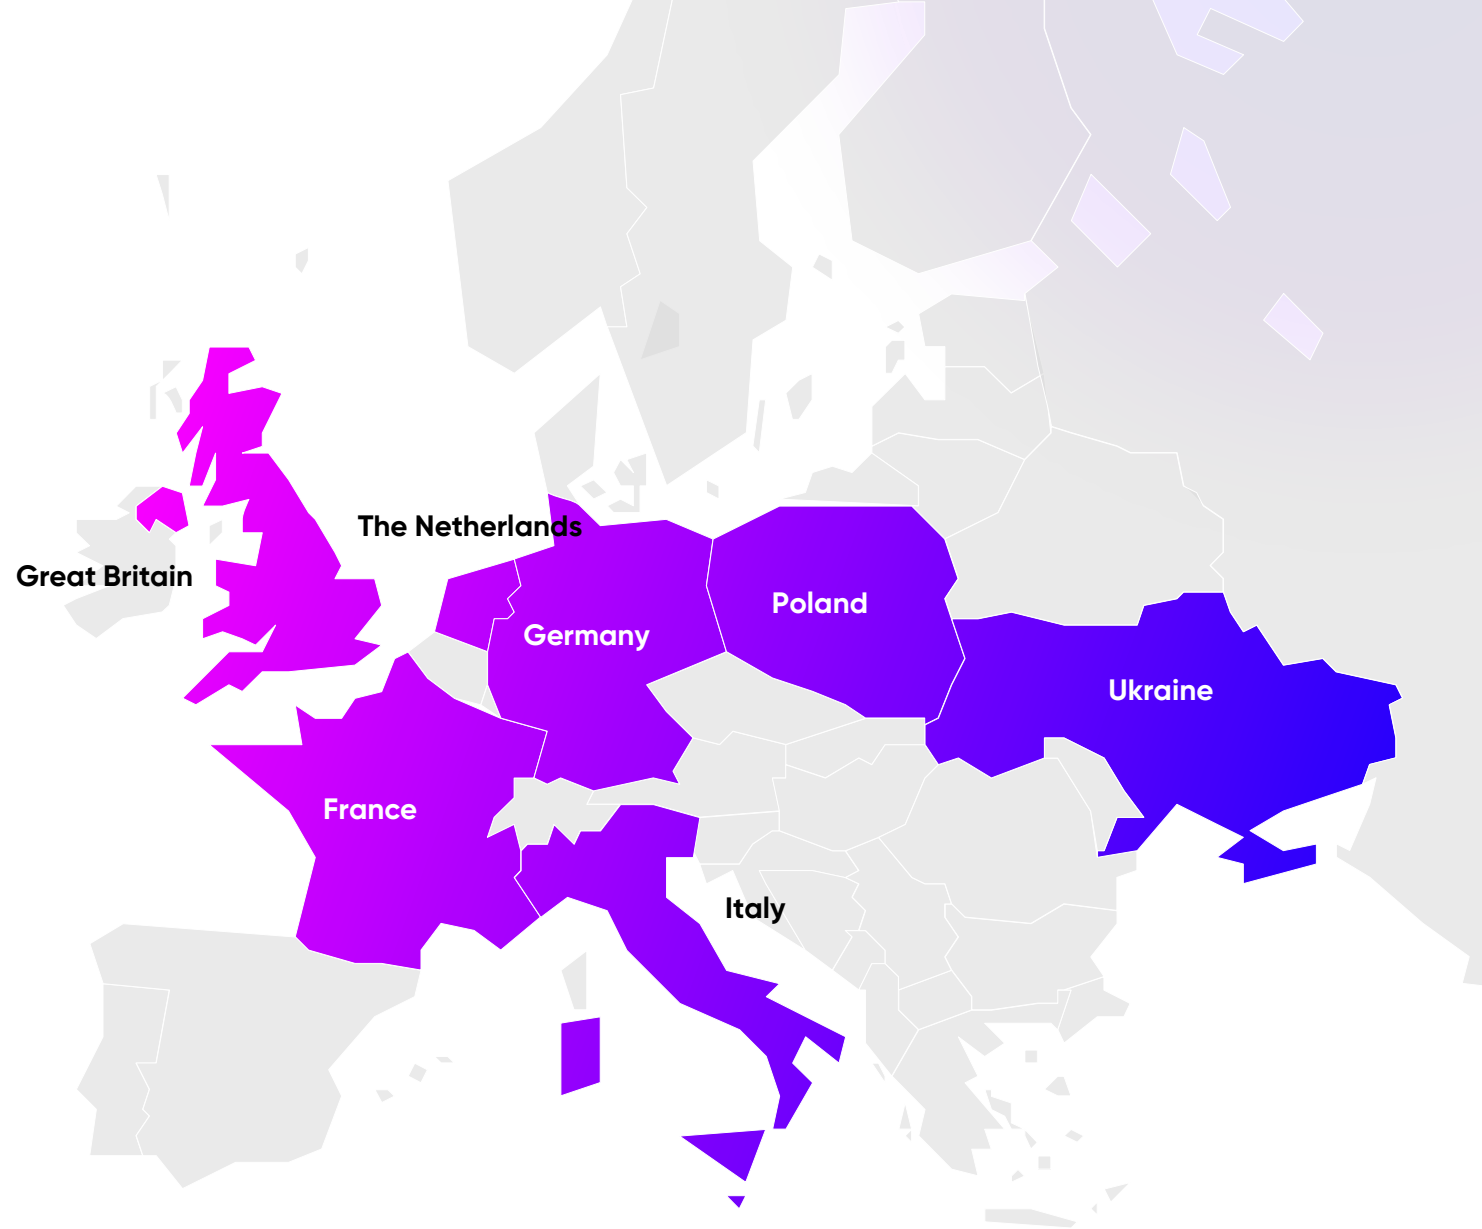 The Netherlands
Great Britain
Poland
Germany
Ukraine
France
Italy